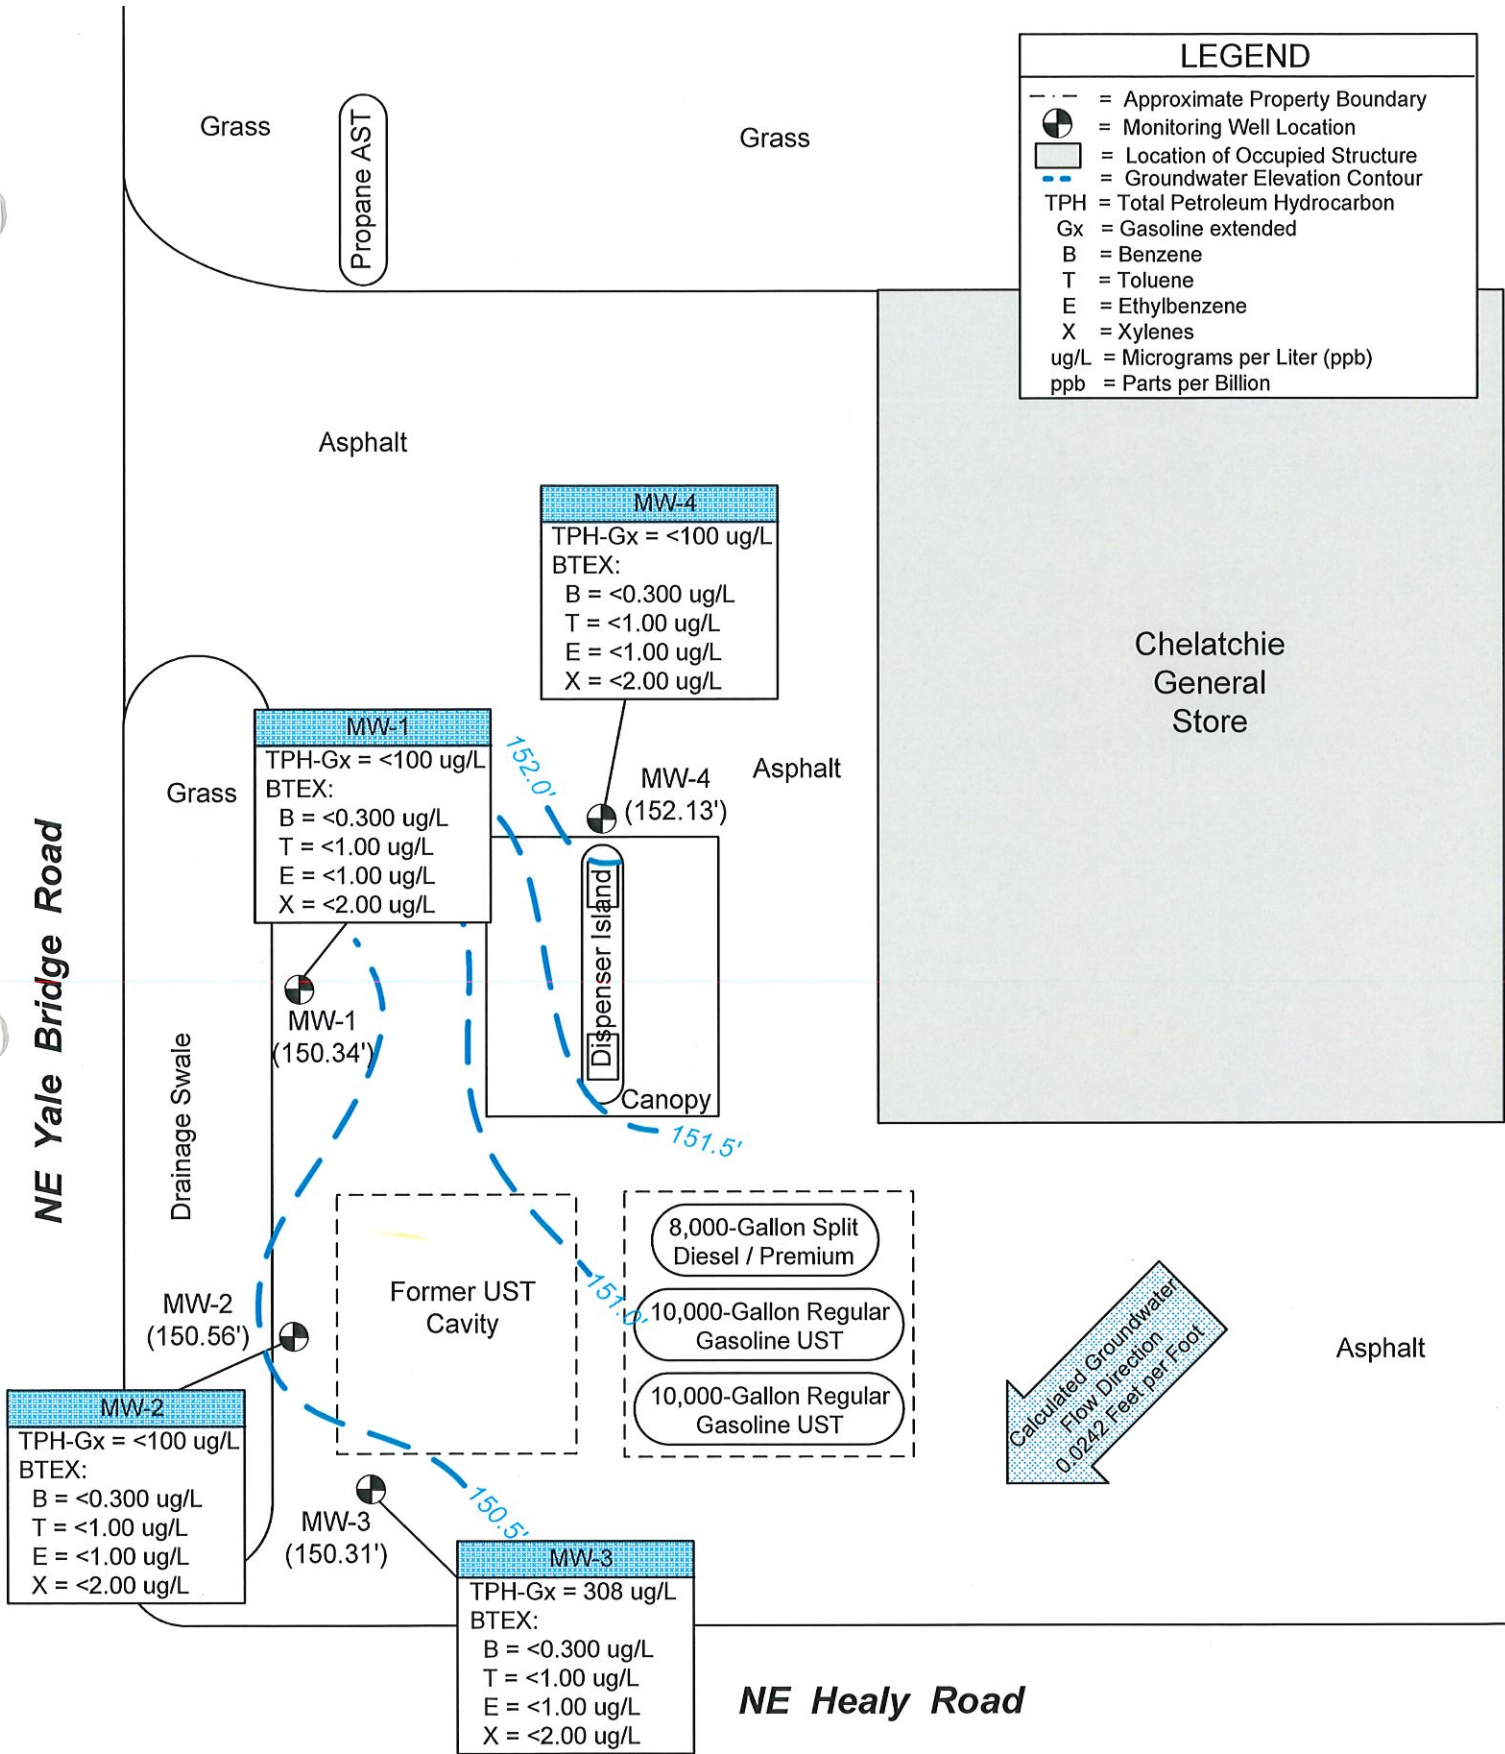 LEGEND
= Approximate Property Boundary
= Monitoring Well Location
= Location of Occupied Structure
= Groundwater Elevation Contour
TPH = Total Petroleum Hydrocarbon
Gx = Gasoline extended
B = Benzene
T = Toluene
E = Ethylbenzene
X = Xylenes
ug/L = Micrograms per Liter (ppb)
ppb = Parts per Billion
Grass
Propane AST
Grass
Asphalt
MW-4
TPH-Gx = <100 ug/L
BTEX:
B = <0.300 ug/L
T = <1.00 ug/L
E = <1.00 ug/L
X = <2.00 ug/L
Chelatchie
General
Store
MW-1
TPH-Gx = <100 ug/L
BTEX:
B = <0.300 ug/L
T = <1.00 ug/L
E = <1.00 ug/L
X = <2.00 ug/L
152.0'
MW-4
(152.13')
Asphalt
Grass
NE Yale Bridge Road
Dispenser Island
MW-1
(150.34')
Canopy
151.5'
Drainage Swale
8,000-Gallon Split
Diesel / Premium
Former UST
Cavity
151.0'
10,000-Gallon Regular
Gasoline UST
10,000-Gallon Regular
Gasoline UST
MW-2
(150.56')
Calculated Groundwater
Flow Direction
0.0242 Feet per Foot
Asphalt
MW-2
TPH-Gx = <100 ug/L
BTEX:
B = <0.300 ug/L
T = <1.00 ug/L
E = <1.00 ug/L
X = <2.00 ug/L
150.5'
MW-3
(150.31')
MW-3
TPH-Gx = 308 ug/L
BTEX:
B = <0.300 ug/L
T = <1.00 ug/L
E = <1.00 ug/L
X = <2.00 ug/L
NE Healy Road